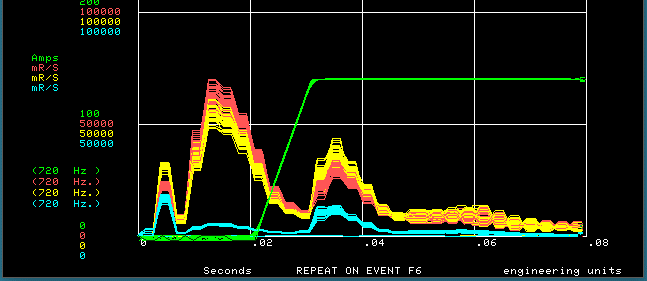 200
100000
100000
100000
Amps
mR/S
mR/S
mR/S
100
50000
50000
50000
(720 Hz )
(720 Hz.)
(720 Hz.)
(720 Hz )
0
0
0
0
0 .02 .04 .06 .08
Seconds REPEAT ON EVENT F6 engineering units